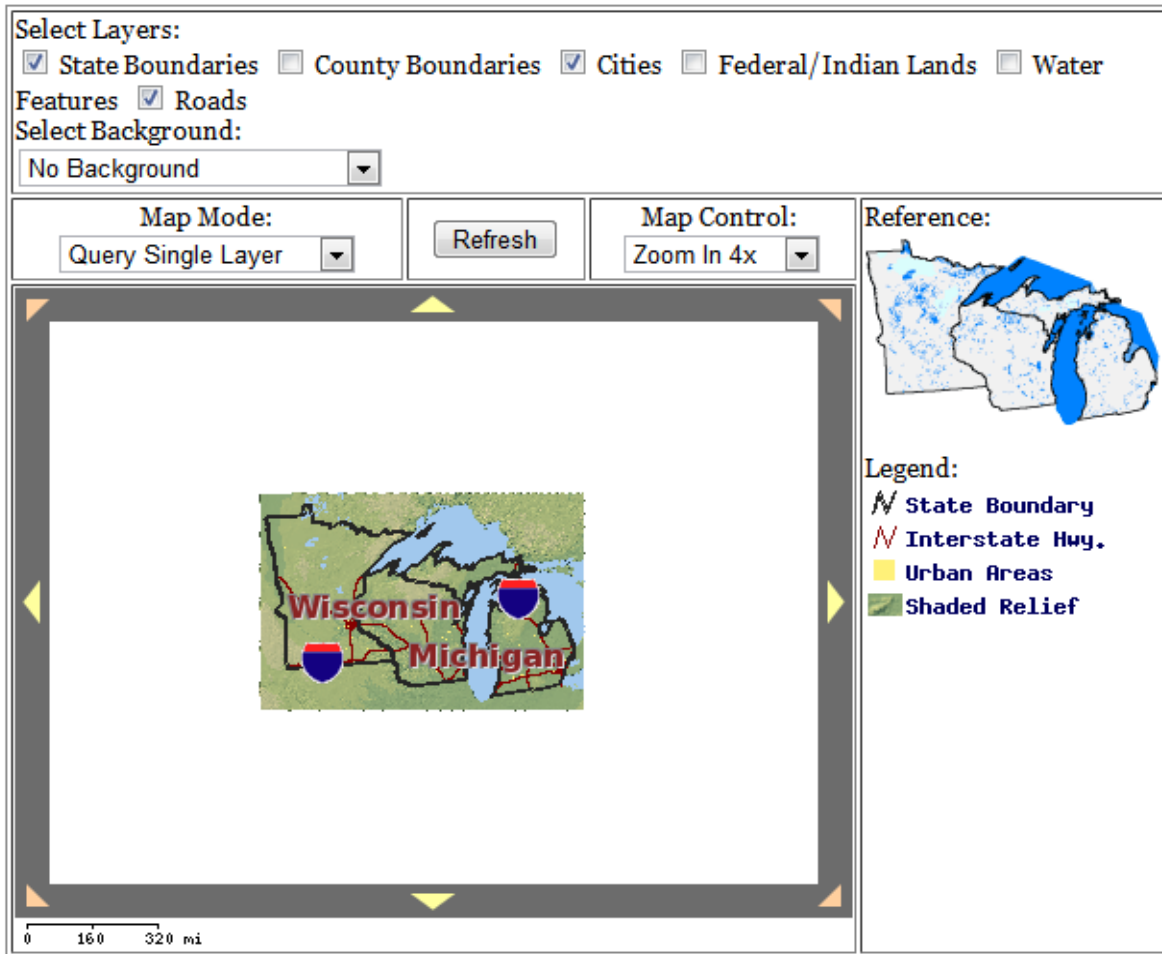 Select Layers:
State Boundaries County Boundaries Cities Federal/Indian Lands Water
Features Roads
Select Background:
No Background
Map Mode:
Query Single Layer
Refresh
Map Control:
Zoom In 4x
Reference:
Wisconsin
Michigan
0 160 320 mi
Legend:
State Boundary
Interstate Hwy.
Urban Areas
Shaded Relief